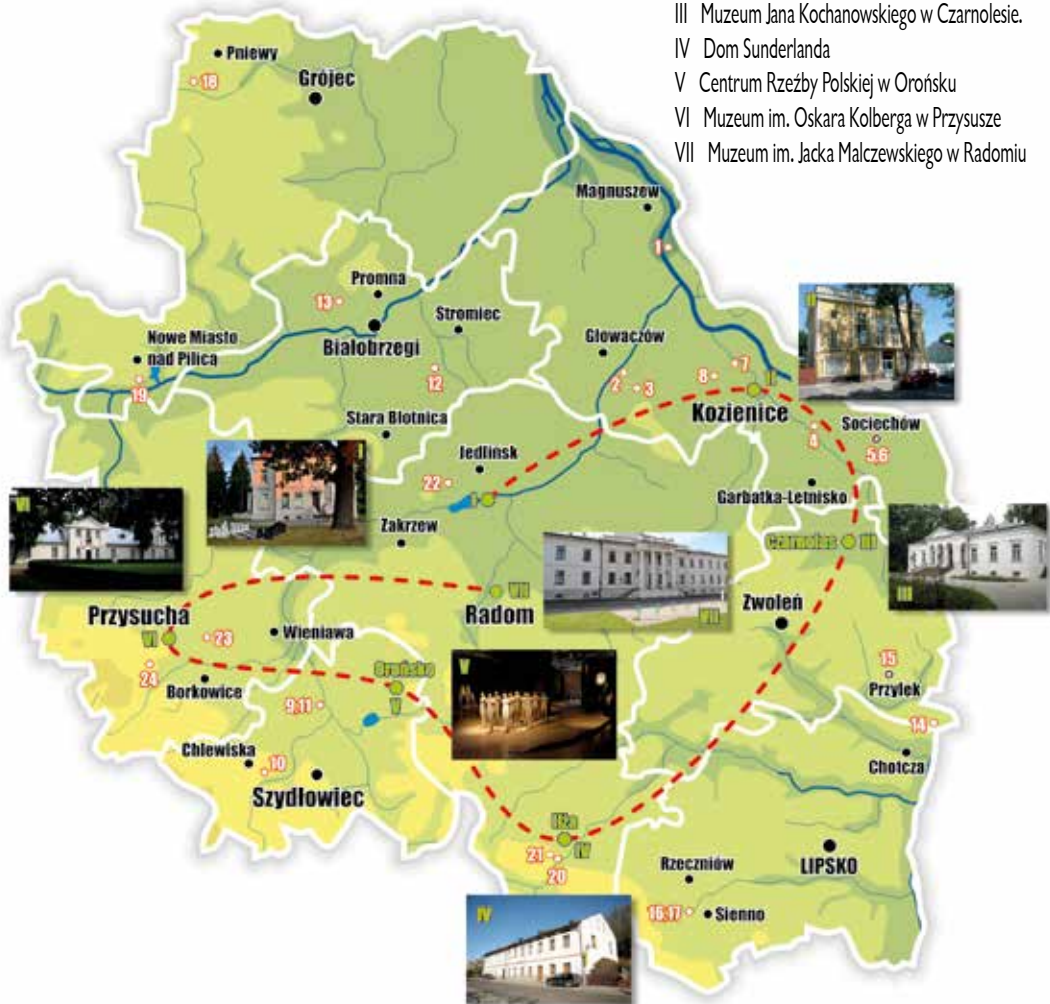 III Muzeum Jana Kochanowskiego w Czarnolesie.
IV Dom Sunderlanda
V Centrum Rzeźby Polskiej w Orońsku
VI Muzeum im. Oskara Kolberga w Przysusze
VII Muzeum im. Jacka Malczewskiego w Radomiu
Pniewy
18
Grójec
Magnuszew
1
Promna
13
Stromiec
Białobrzegi
Nowe Miasto
nad Pilicą
19
12
Głowaczów
2
3
8
7
II
II
Kozienice
4
Sociechów
5,6
Stara Błotnica
Jedlińsk
22
I
I
Garbatka-Letnisko
Zakrzew
Czarnolas III
III
VI
VII
VII
Radom
Zwoleń
Przysucha
VI
23
Wieniawa
24
Borkowice
Orońsko
V
V
15
Przyłek
14
9,11
Chlewiska
10
Szydłowiec
Chotcza
Iłża
IV
21
20
Rzeczniów
LIPSKO
16,17
Sienno
IV